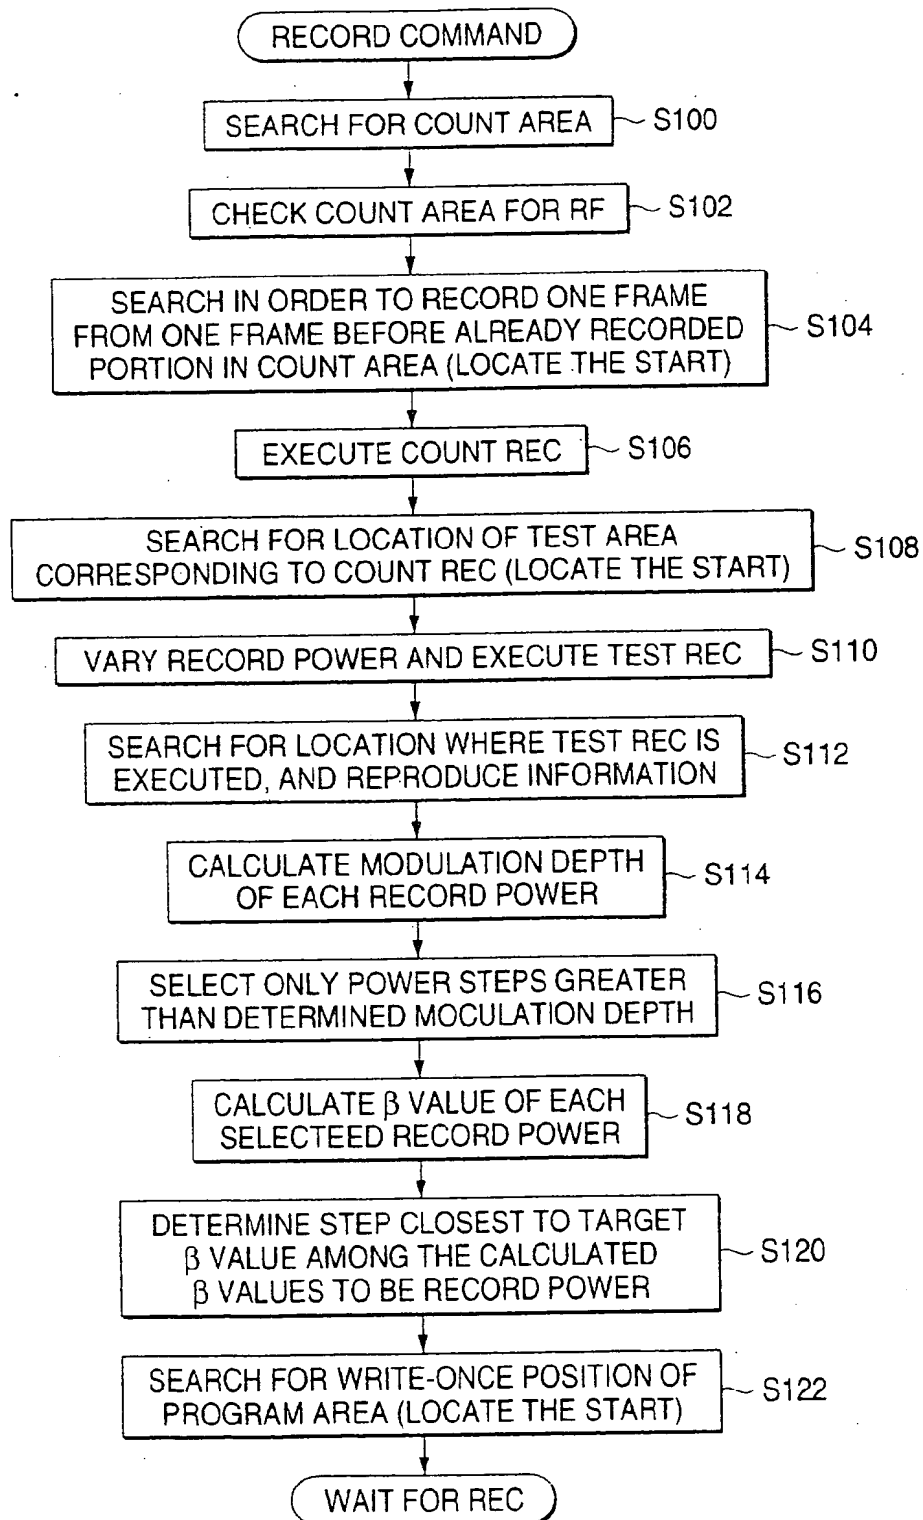 RECORD COMMAND
SEARCH FOR COUNT AREA
S100
CHECK COUNT AREA FOR RF
S102
SEARCH IN ORDER TO RECORD ONE FRAME
FROM ONE FRAME BEFORE ALREADY RECORDED
PORTION IN COUNT AREA (LOCATE THE START)
S104
EXECUTE COUNT REC
S106
SEARCH FOR LOCATION OF TEST AREA
CORRESPONDING TO COUNT REC (LOCATE THE START)
S108
VARY RECORD POWER AND EXECUTE TEST REC
S110
SEARCH FOR LOCATION WHERE TEST REC IS
EXECUTED, AND REPRODUCE INFORMATION
S112
CALCULATE MODULATION DEPTH
OF EACH RECORD POWER
S114
SELECT ONLY POWER STEPS GREATER
THAN DETERMINED MOCULATION DEPTH
S116
CALCULATE β VALUE OF EACH
SELECTEED RECORD POWER
S118
DETERMINE STEP CLOSEST TO TARGET
β VALUE AMONG THE CALCULATED
β VALUES TO BE RECORD POWER
S120
SEARCH FOR WRITE-ONCE POSITION OF
PROGRAM AREA (LOCATE THE START)
S122
WAIT FOR REC